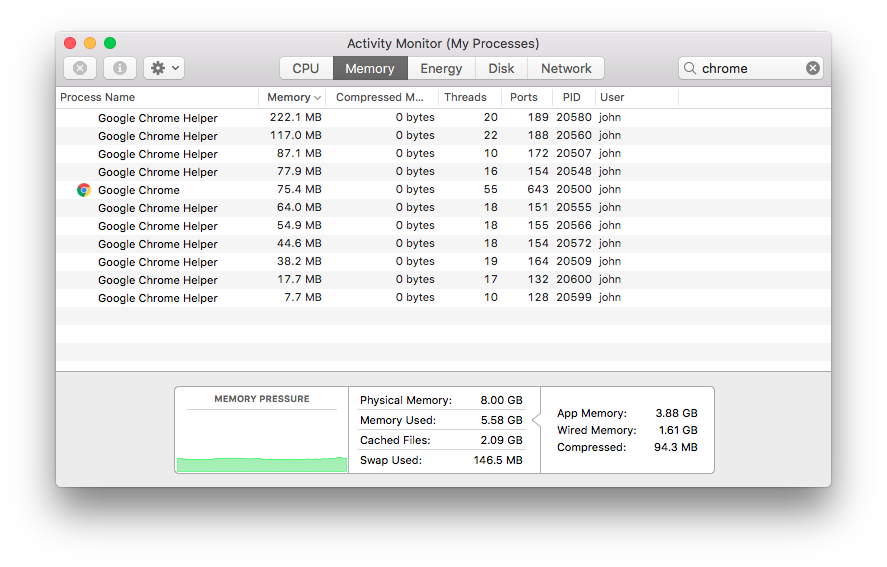 Activity Monitor (My Processes)
CPU Memory Energy Disk Network chrome
Process Name Memory Compressed M... Threads Ports PID User
Google Chrome Helper 222.1 MB 0 bytes 20 189 20580 john
Google Chrome Helper 117.0 MB 0 bytes 22 188 20560 john
Google Chrome Helper 87.1 MB 0 bytes 10 172 20507 john
Google Chrome Helper 77.9 MB 0 bytes 16 154 20548 john
Google Chrome 75.4 MB 0 bytes 55 643 20500 john
Google Chrome Helper 64.0 MB 0 bytes 18 151 20555 john
Google Chrome Helper 54.9 MB 0 bytes 18 155 20566 john
Google Chrome Helper 44.6 MB 0 bytes 18 154 20572 john
Google Chrome Helper 38.2 MB 0 bytes 19 164 20509 john
Google Chrome Helper 17.7 MB 0 bytes 17 132 20600 john
Google Chrome Helper 7.7 MB 0 bytes 10 128 20599 john
MEMORY PRESSURE
Physical Memory: 8.00 GB
Memory Used: 5.58 GB
Cached Files: 2.09 GB
Swap Used: 146.5 MB
App Memory: 3.88 GB
Wired Memory: 1.61 GB
Compressed: 94.3 MB